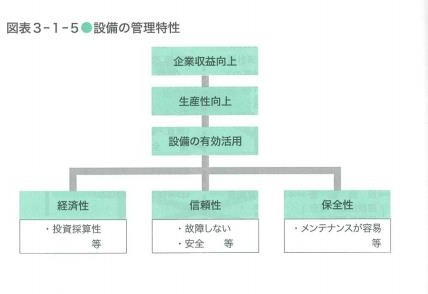 図表3-1-5●設備の管理特性
企業収益向上
生産性向上
設備の有効活用
経済性
・投資採算性
等
信頼性
・故障しない
・安全　等
保全性
・メンテナンスが容易
等